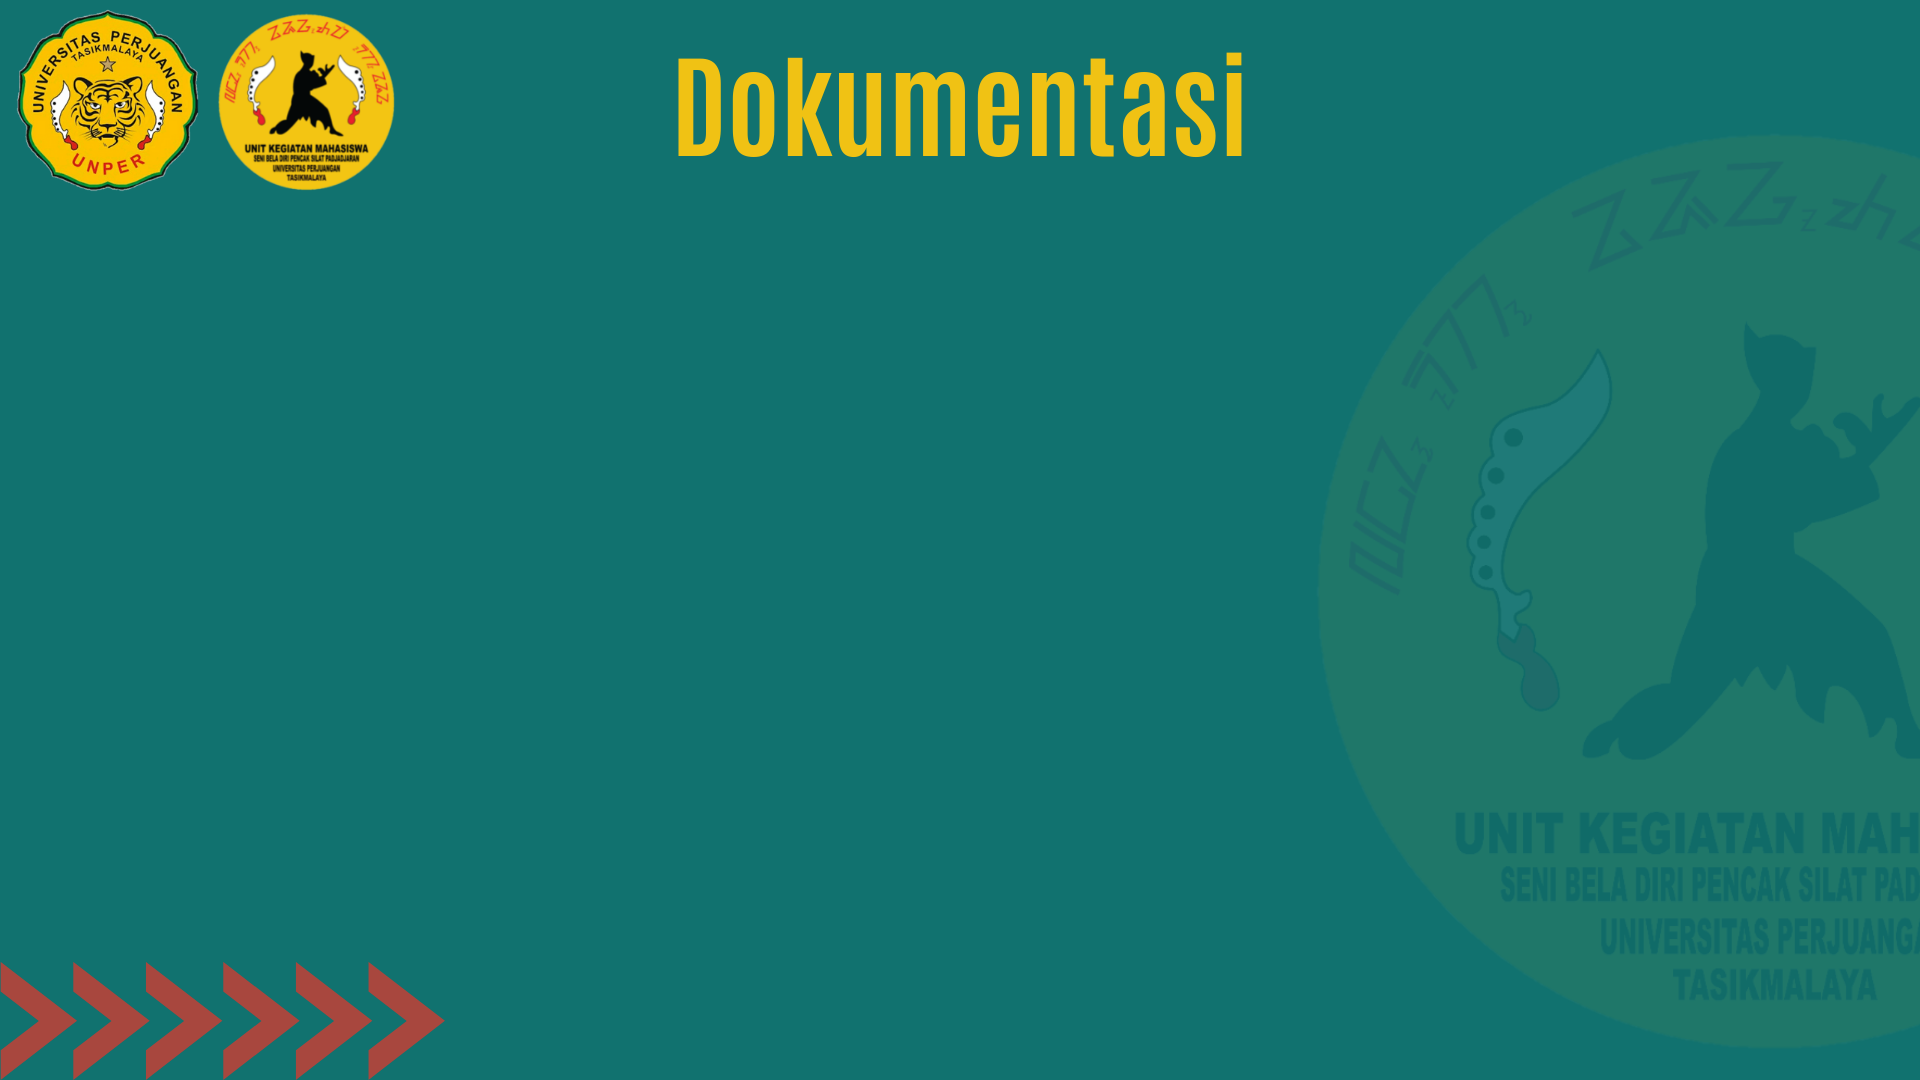 UNIVERSITAS PERJUANGAN
TASIKMALAYA
UNPER
UNIT KEGIATAN MAHASISWA
SENI BELA DIRI PENCAK SILAT PADJADJARAN
UNIVERSITAS PERJUANGAN
TASIKMALAYA
Dokumentasi
UNIT KEGIATAN MAH
SENI BELA DIRI PENCAK SILAT PAD
UNIVERSITAS PERJUANGA
TASIKMALAYA